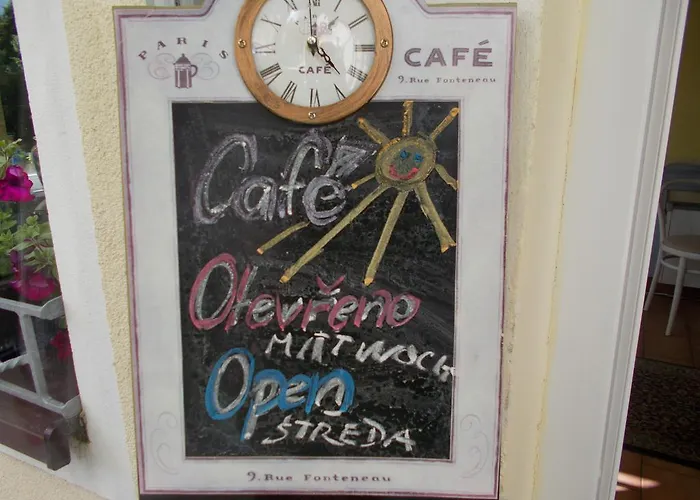 PARIS
CAFÉ
9. Rue Fonteneau
CAFÉ
Café
Otevřeno
MITTWOCH
Open
STŘEDA
9. Rue Fonteneau